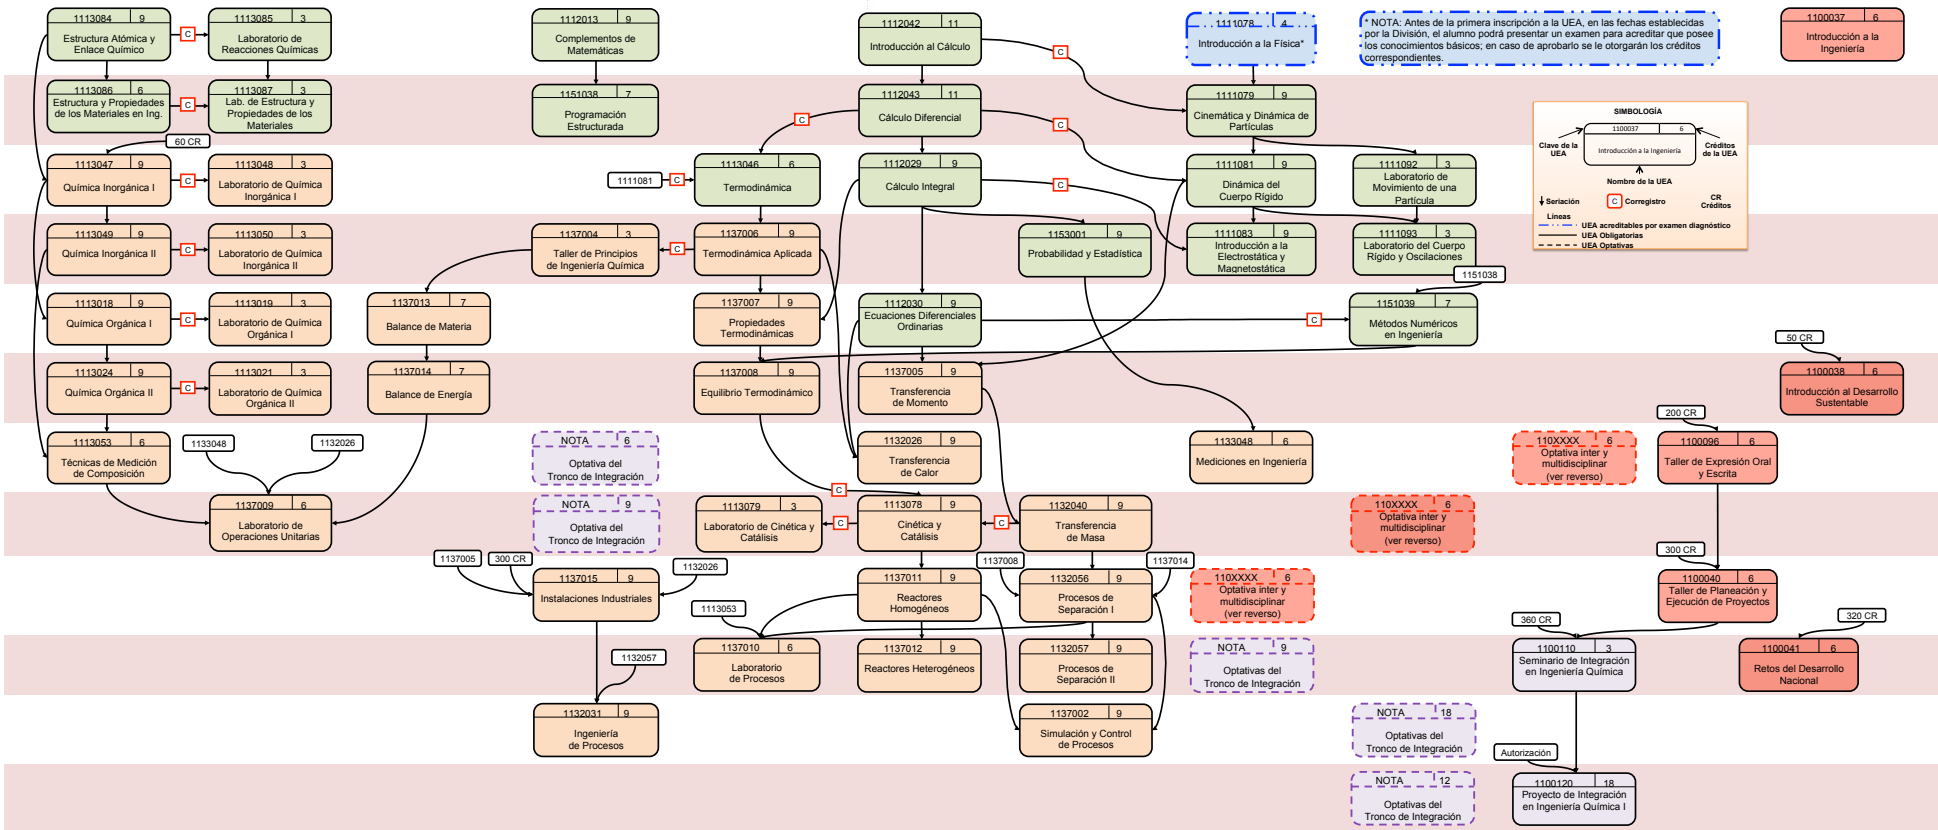 1113084 9
Estructura Atómica y
Enlace Químico
C
1113085 3
Laboratorio de
Reacciones Químicas
1112013 9
Complementos de
Matemáticas
1112042 11
Introducción al Cálculo
C
1111078 4
Introducción a la Física*
* NOTA: Antes de la primera inscripción a la UEA, en las fechas establecidas
por la División, el alumno podrá presentar un examen para acreditar que posee
los conocimientos básicos; en caso de aprobarlo se le otorgarán los créditos
correspondientes.
1100037 6
Introducción a la
Ingeniería
1113086 6
Estructura y Propiedades
de los Materiales en Ing.
C
1113087 3
Lab. de Estructura y
Propiedades de los
Materiales
1151038 7
Programación
Estructurada
C
1112043 11
Cálculo Diferencial
C
1111079 9
Cinemática y Dinámica de
Partículas
SIMBOLOGÍA
1100037 6
Introducción a la Ingeniería
Clave de la
UEA
Créditos
de la UEA
Nombre de la UEA
Seriación
C Corregistro
CR
Créditos
Líneas
UEA acreditables por examen diagnóstico
UEA Obligatorias
UEA Optativas
60 CR
1113047 9
Química Inorgánica I
C
1113048 3
Laboratorio de Química
Inorgánica I
1111081
C
1113046 6
Termodinámica
1112029 9
Cálculo Integral
C
1111081 9
Dinámica del
Cuerpo Rígido
1111092 3
Laboratorio de
Movimiento de una
Partícula
1113049 9
Química Inorgánica II
C
1113050 3
Laboratorio de Química
Inorgánica II
1137004 3
Taller de Principios
de Ingeniería Química
C
1137006 9
Termodinámica Aplicada
1153001 9
Probabilidad y Estadística
1111083 9
Introducción a la
Electrostática y
Magnetostática
1111093 3
Laboratorio del Cuerpo
Rígido y Oscilaciones
1151038
1113018 9
Química Orgánica I
C
1113019 3
Laboratorio de Química
Orgánica I
1137013 7
Balance de Materia
1137007 9
Propiedades
Termodinámicas
1112030 9
Ecuaciones Diferenciales
Ordinarias
C
1151039 7
Métodos Numéricos
en Ingeniería
50 CR
1113024 9
Química Orgánica II
C
1113021 3
Laboratorio de Química
Orgánica II
1137014 7
Balance de Energía
1137008 9
Equilibrio Termodinámico
1137005 9
Transferencia
de Momento
1100038 6
Introducción al Desarrollo
Sustentable
200 CR
1113053 6
Técnicas de Medición
de Composición
1133048
1132026
NOTA 6
Optativa del
Tronco de Integración
1132026 9
Transferencia
de Calor
1133048 6
Mediciones en Ingeniería
110XXXX 6
Optativa inter y
multidisciplinar
(ver reverso)
1100096 6
Taller de Expresión Oral
y Escrita
C
1137009 6
Laboratorio de
Operaciones Unitarias
NOTA 9
Optativa del
Tronco de Integración
1113079 3
Laboratorio de Cinética y
Catálisis
C
1113078 9
Cinética y
Catálisis
C
1132040 9
Transferencia
de Masa
110XXXX 6
Optativa inter y
multidisciplinar
(ver reverso)
1137005
300 CR
1132026
1137008
1137014
300 CR
1137015 9
Instalaciones Industriales
1137011 9
Reactores
Homogéneos
1132056 9
Procesos de
Separación I
110XXXX 6
Optativa inter y
multidisciplinar
(ver reverso)
1100040 6
Taller de Planeación y
Ejecución de Proyectos
1113053
360 CR
320 CR
1132057
1137010 6
Laboratorio
de Procesos
1137012 9
Reactores Heterogéneos
1132057 9
Procesos de
Separación II
NOTA 9
Optativas del
Tronco de Integración
1100110 3
Seminario de Integración
en Ingeniería Química
1100041 6
Retos del Desarrollo
Nacional
1132031 9
Ingeniería
de Procesos
1137002 9
Simulación y Control
de Procesos
NOTA 18
Optativas del
Tronco de Integración
Autorización
NOTA 12
Optativas del
Tronco de Integración
1100120 18
Proyecto de Integración
en Ingeniería Química I